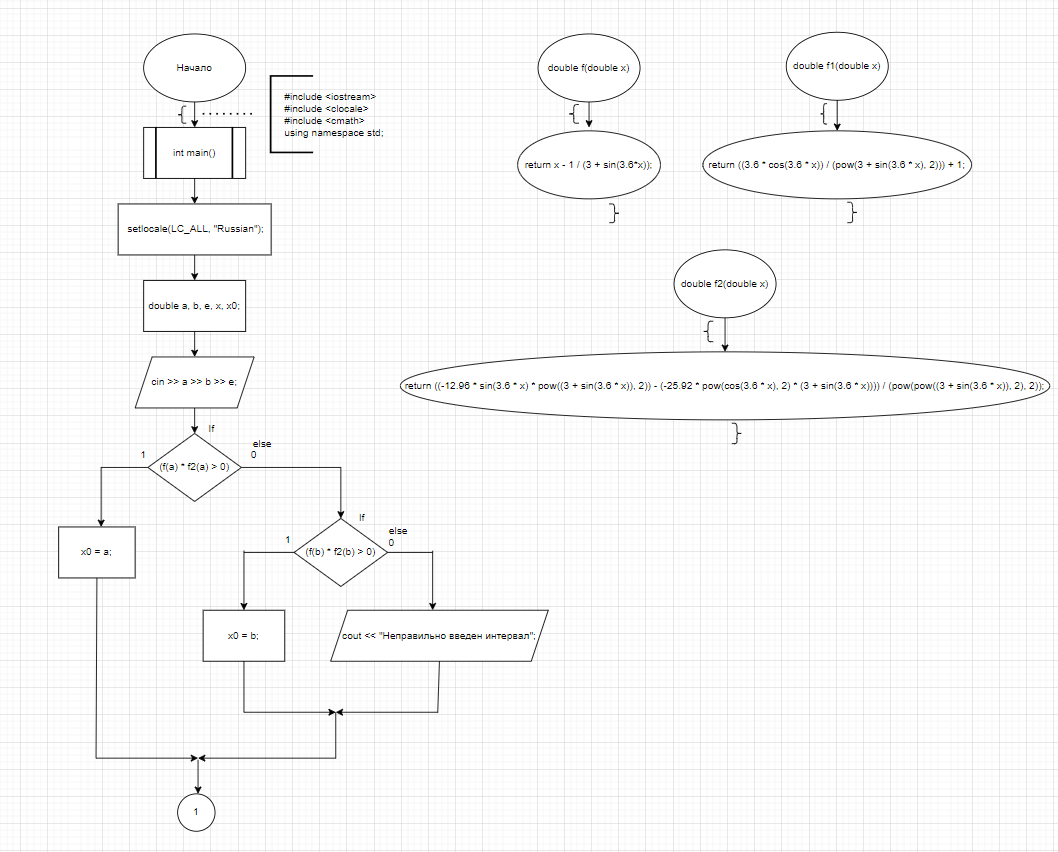 Начало
{
#include <iostream>
#include <clocale>
#include <cmath>
using namespace std;
int main()
setlocale(LC_ALL, "Russian");
double a, b, e, x, x0;
cin >> a >> b >> e;
If
1
else
0
(f(a) * f2(a) > 0)
x0 = a;
If
1
else
0
(f(b) * f2(b) > 0)
x0 = b;
cout << "Неправильно введен интервал";
1
double f(double x)
{
return x - 1 / (3 + sin(3.6*x));
}
double f1(double x)
{
return ((3.6 * cos(3.6 * x)) / (pow(3 + sin(3.6 * x), 2))) + 1;
}
double f2(double x)
{
return ((-12.96 * sin(3.6 * x) * pow((3 + sin(3.6 * x)), 2)) - (-25.92 * pow(cos(3.6 * x), 2) * (3 + sin(3.6 * x)))) / (pow(pow((3 + sin(3.6 * x)), 2), 2));
}